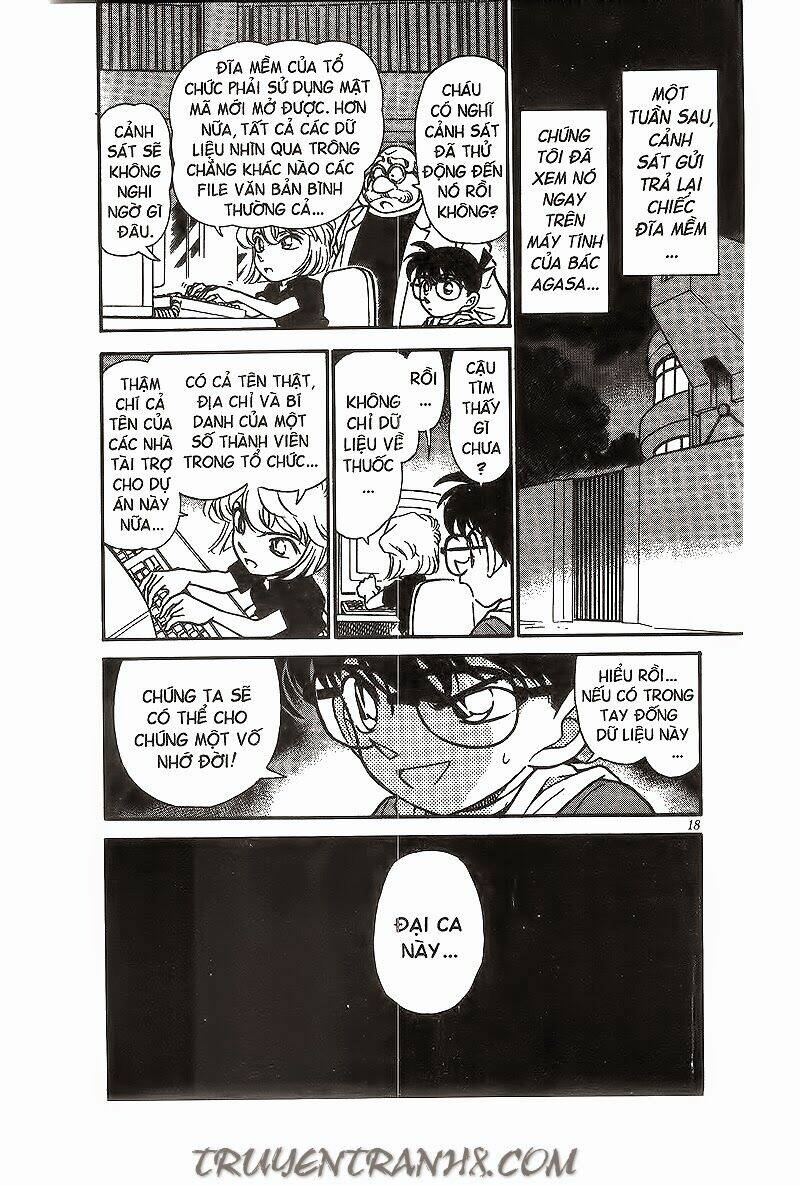 MỘT
TUẦN SAU,
CẢNH
SÁT GỬI
TRẢ LẠI
CHIẾC
ĐĨA MỀM
...
CHÚNG
TÔI ĐÃ
XEM NÓ
NGAY
TRÊN
MÁY TÍNH
CỦA BÁC
AGASA...
CHÁU
CÓ NGHĨ
CẢNH SÁT
ĐÃ THỬ
ĐỘNG ĐẾN
NÓ RỒI
KHÔNG?
ĐĨA MỀM CỦA TỔ
CHỨC PHẢI SỬ DỤNG MẬT
MÃ MỚI MỞ ĐƯỢC. HƠN
NỮA, TẤT CẢ CÁC DỮ
LIỆU NHÌN QUA TRÔNG
CHẲNG KHÁC NÀO CÁC
FILE VĂN BẢN BÌNH
THƯỜNG CẢ...
CẢNH
SÁT SẼ
KHÔNG
NGHI
NGỜ GÌ
ĐÂU.
CẬU
TÌM
THẤY
GÌ
CHƯA
?
RỒI
...
KHÔNG
CHỈ DỮ
LIỆU VỀ
THUỐC
...
CÓ CẢ TÊN THẬT,
ĐỊA CHỈ VÀ BÍ
DANH CỦA MỘT
SỐ THÀNH VIÊN
TRONG TỔ CHỨC...
THẬM
CHÍ CẢ
TÊN CỦA
CÁC NHÀ
TÀI TRỢ
CHO DỰ
ÁN NÀY
NỮA...
HIỂU RỒI...
NẾU CÓ TRONG
TAY ĐỐNG
DỮ LIỆU NÀY
...
CHÚNG TA SẼ
CÓ THỂ CHO
CHÚNG MỘT VỐ
NHỚ ĐỜI!
18
ĐẠI CA
NÀY...
TRUYENTRANH8.COM